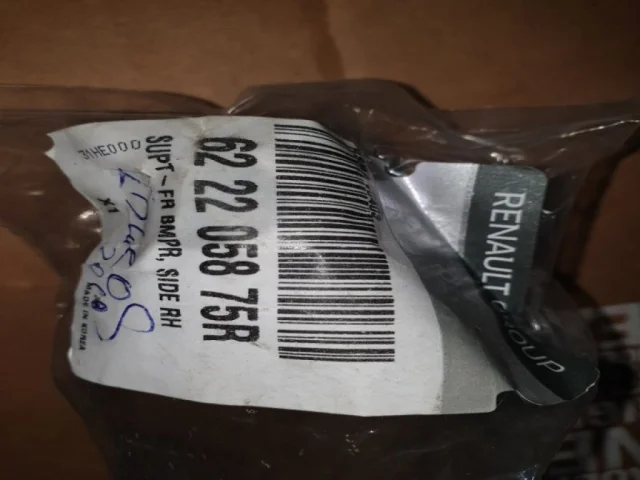 31HE000
SUPT-FR BMPR, SIDE RH
62 22 058 75R
X1
MADE IN KOREA
RENAULT GROUP